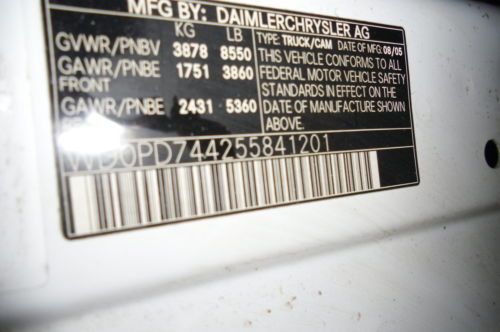 MFG BY: DAIMLERCHRYSLER AG
KG LB
GVWR/PNBV 3878 8550
GAWR/PNBE 1751 3860
FRONT
GAWR/PNBE 2431 5360
TYPE: TRUCK/CAM DATE OF MFG: 08/05
THIS VEHICLE CONFORMS TO ALL
FEDERAL MOTOR VEHICLE SAFETY
STANDARDS IN EFFECT ON THE
DATE OF MANUFACTURE SHOWN
WD0PD744255841201